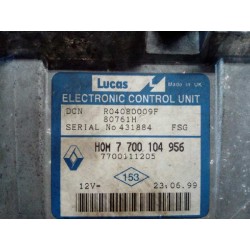 Lucas
Made in UK
ELECTRONIC CONTROL UNIT
DCN R04080009F
80761H
SERIAL No 431884 FSG
HOM 7 700 104 956
7700111205
153
12V- 23.06.99